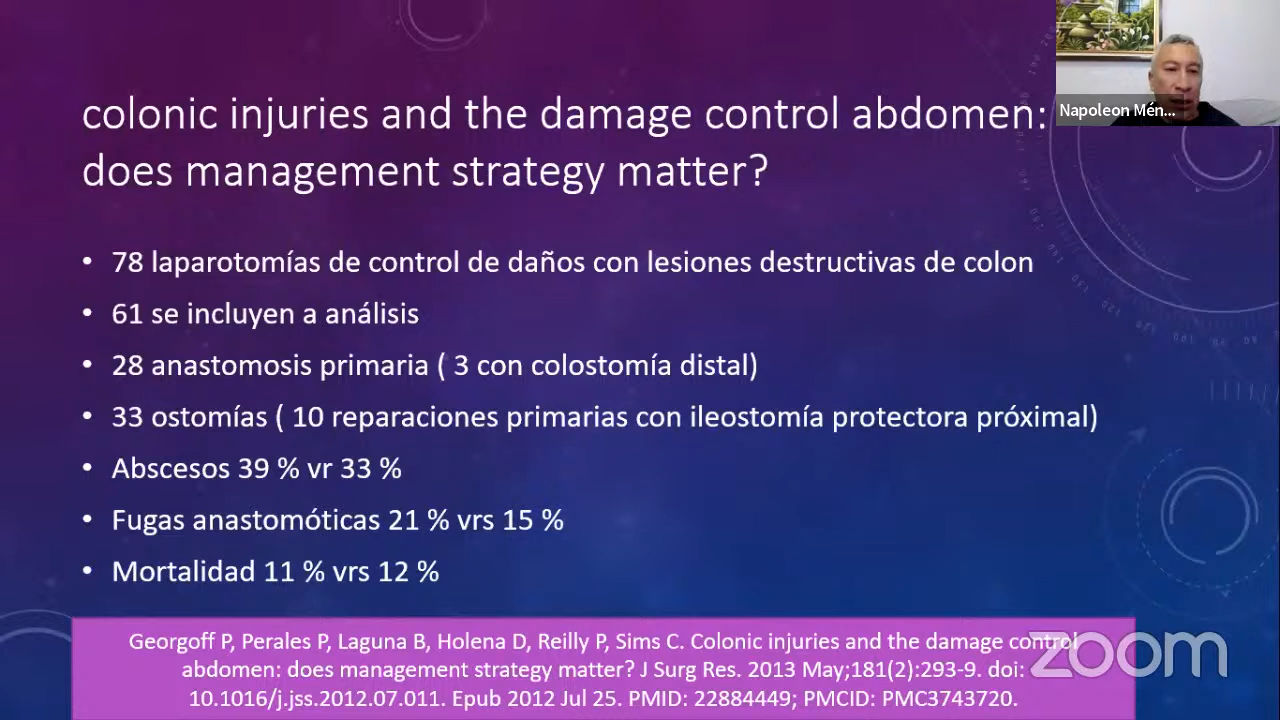 colonic injuries and the damage control abdomen:
does management strategy matter?
Napoleon Mén...
• 78 laparotomías de control de daños con lesiones destructivas de colon
• 61 se incluyen a análisis
• 28 anastomosis primaria ( 3 con colostomía distal)
• 33 ostomías ( 10 reparaciones primarias con ileostomía protectora próximal)
• Abscesos 39 % vr 33 %
• Fugas anastomóticas 21 % vrs 15 %
• Mortalidad 11 % vrs 12 %
Georgoff P, Perales P, Laguna B, Holena D, Reilly P, Sims C. Colonic injuries and the damage control
abdomen: does management strategy matter? J Surg Res. 2013 May;181(2):293-9. doi:
10.1016/j.jss.2012.07.011. Epub 2012 Jul 25. PMID: 22884449; PMCID: PMC3743720.
zoom